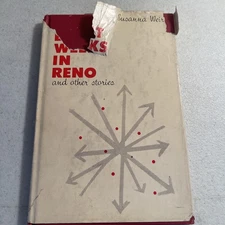 Susanna Weir
WEEKS
IN
RENO
and other stories